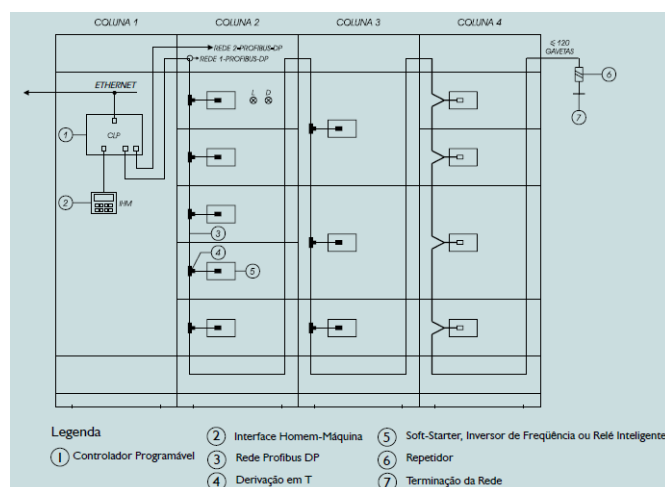 COLUNA 1
COLUNA 2
COLUNA 3
COLUNA 4
REDE 2-PROFIBUS-DP
REDE 1-PROFIBUS-DP
≤ 120
GAVETAS
ETHERNET
L D
6
7
1
CLP
2
IHM
3
4
5
Legenda
1 Controlador Programável
2 Interface Homem-Máquina
3 Rede Profibus DP
4 Derivação em T
5 Soft-Starter, Inversor de Freqüência ou Relé Inteligente
6 Repetidor
7 Terminação da Rede